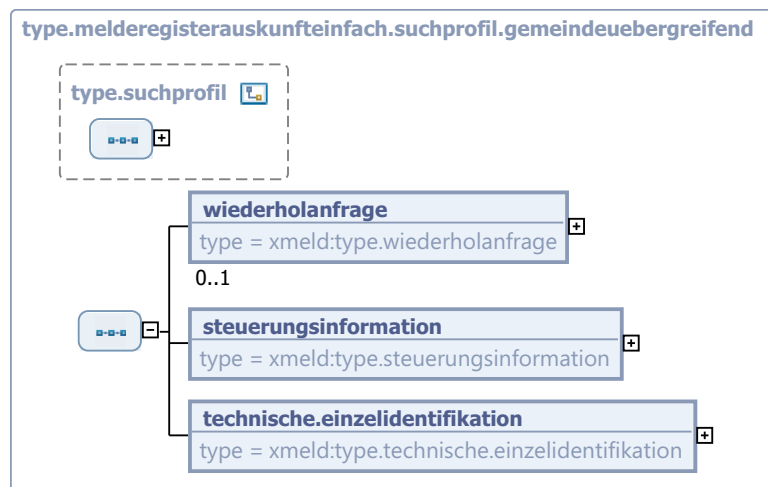 type.melderegisterauskunfteinfach.suchprofil.gemeindeuebergreifend
type.suchprofil
wiederholanfrage
type = xmeld:type.wiederholanfrage
0..1
steuerungsinformation
type = xmeld:type.steuerungsinformation
technische.einzelidentifikation
type = xmeld:type.technische.einzelidentifikation